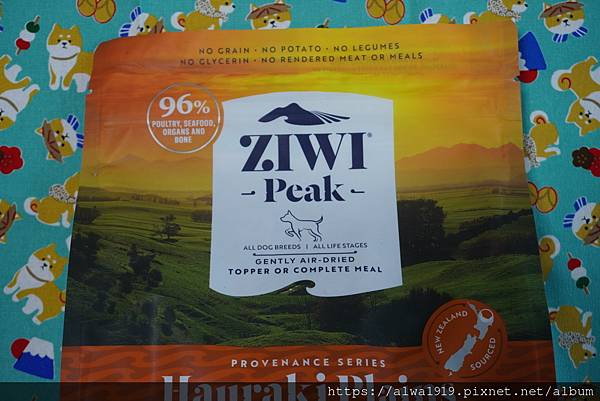 NO GRAIN · NO POTATO · NO LEGUMES
NO GLYCERIN · NO RENDERED MEAT OR MEALS
96%
POULTRY, SEAFOOD,
ORGANS AND
BONE
ZIWI®
Peak
ALL DOG BREEDS | ALL LIFE STAGES
GENTLY AIR-DRIED
TOPPER OR COMPLETE MEAL
NEW ZEALAND
SOURCED
PROVENANCE SERIES
Hauraki Plains
https://alwa1919.pixnet.net/album